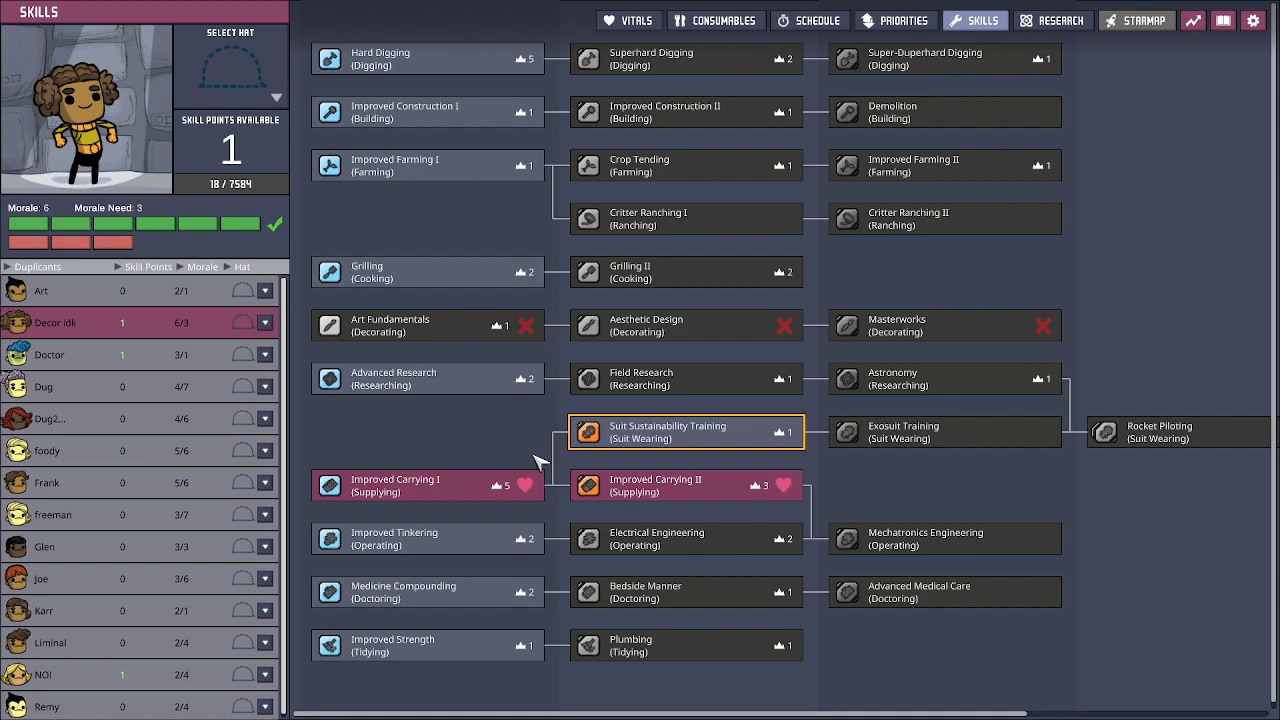 SKILLS
VITALS
CONSUMABLES
SCHEDULE
PRIORITIES
SKILLS
RESEARCH
STARMAP
SELECT HAT
SKILL POINTS AVAILABLE
1
18 / 7584
Morale: 6 Morale Need: 3
Duplicants Skill Points Morale Hat
Art 0 2/1
Decor idk 1 6/3
Doctor 1 3/1
Dug 0 4/7
Dug2... 0 4/6
foody 0 5/5
Frank 0 5/6
freeman 0 3/7
Glen 0 3/3
Joe 0 3/6
Karr 0 2/1
Liminal 0 2/4
NO! 1 2/4
Remy 0 2/4
Hard Digging
(Digging)
5
Superhard Digging
(Digging)
2
Super-Duperhard Digging
(Digging)
1
Improved Construction I
(Building)
1
Improved Construction II
(Building)
1
Demolition
(Building)
Improved Farming I
(Farming)
1
Crop Tending
(Farming)
1
Improved Farming II
(Farming)
1
Critter Ranching I
(Ranching)
Critter Ranching II
(Ranching)
Grilling
(Cooking)
2
Grilling II
(Cooking)
2
Art Fundamentals
(Decorating)
1
Aesthetic Design
(Decorating)
Masterworks
(Decorating)
Advanced Research
(Researching)
2
Field Research
(Researching)
1
Astronomy
(Researching)
1
Suit Sustainability Training
(Suit Wearing)
1
Exosuit Training
(Suit Wearing)
Rocket Piloting
(Suit Wearing)
Improved Carrying I
(Supplying)
5
Improved Carrying II
(Supplying)
3
Improved Tinkering
(Operating)
2
Electrical Engineering
(Operating)
2
Mechatronics Engineering
(Operating)
Medicine Compounding
(Doctoring)
2
Bedside Manner
(Doctoring)
1
Advanced Medical Care
(Doctoring)
Improved Strength
(Tidying)
1
Plumbing
(Tidying)
1